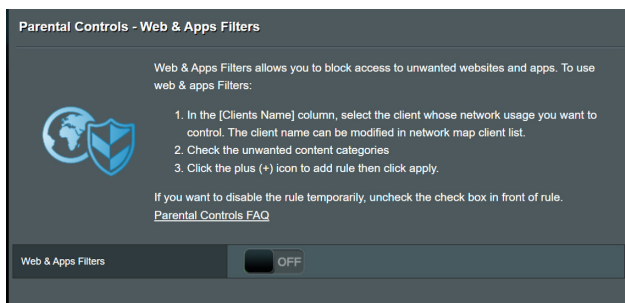 Parental Controls - Web & Apps Filters
Web & Apps Filters allows you to block access to unwanted websites and apps. To use
web & apps Filters:
1. In the [Clients Name] column, select the client whose network usage you want to
control. The client name can be modified in network map client list.
2. Check the unwanted content categories
3. Click the plus (+) icon to add rule then click apply.
If you want to disable the rule temporarily, uncheck the check box in front of rule.
Parental Controls FAQ
Web & Apps Filters OFF